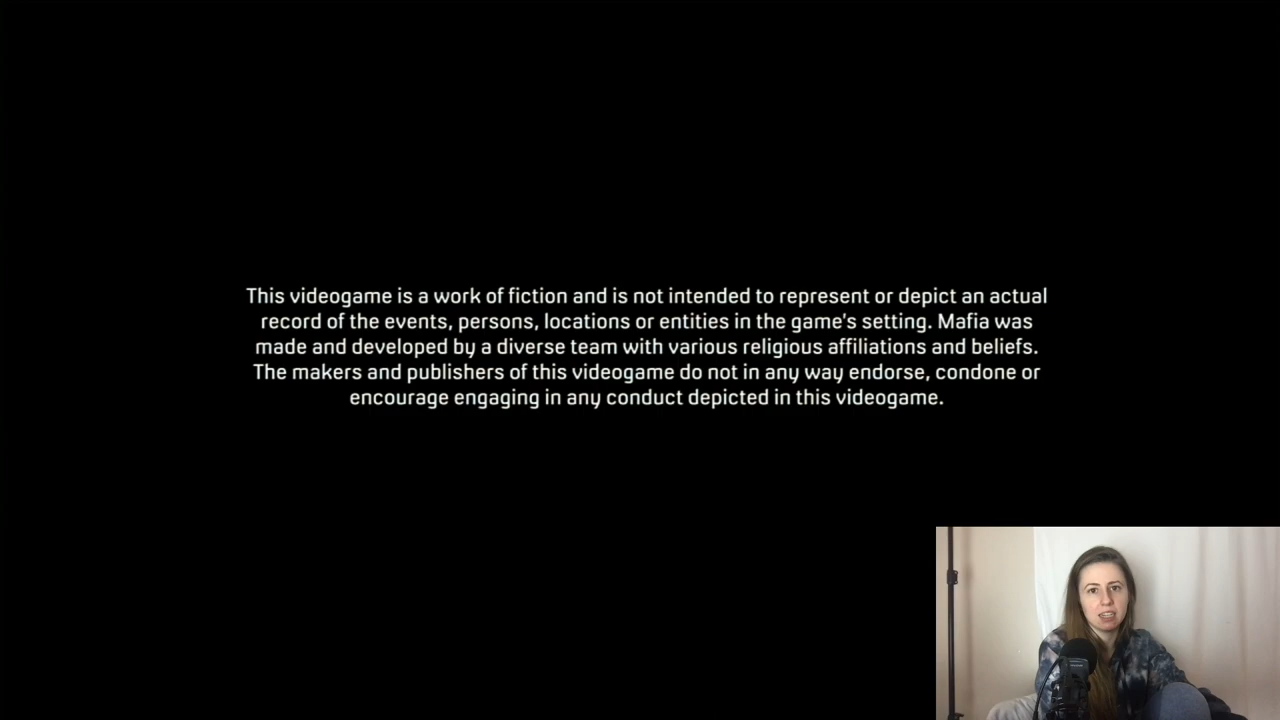 This videogame is a work of fiction and is not intended to represent or depict an actual
record of the events, persons, locations or entities in the game's setting. Mafia was
made and developed by a diverse team with various religious affiliations and beliefs.
The makers and publishers of this videogame do not in any way endorse, condone or
encourage engaging in any conduct depicted in this videogame.